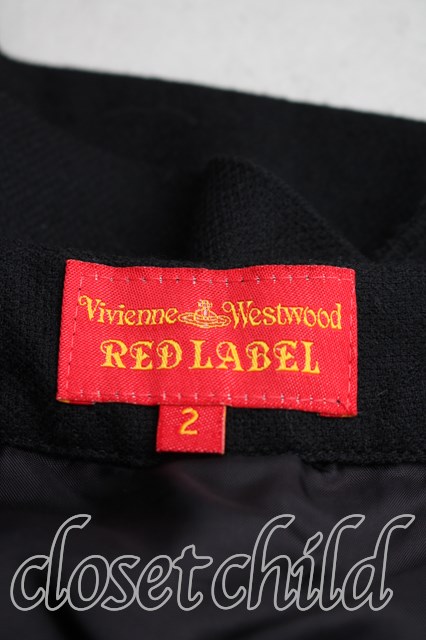 Vivienne Westwood
RED LABEL
2
closet child